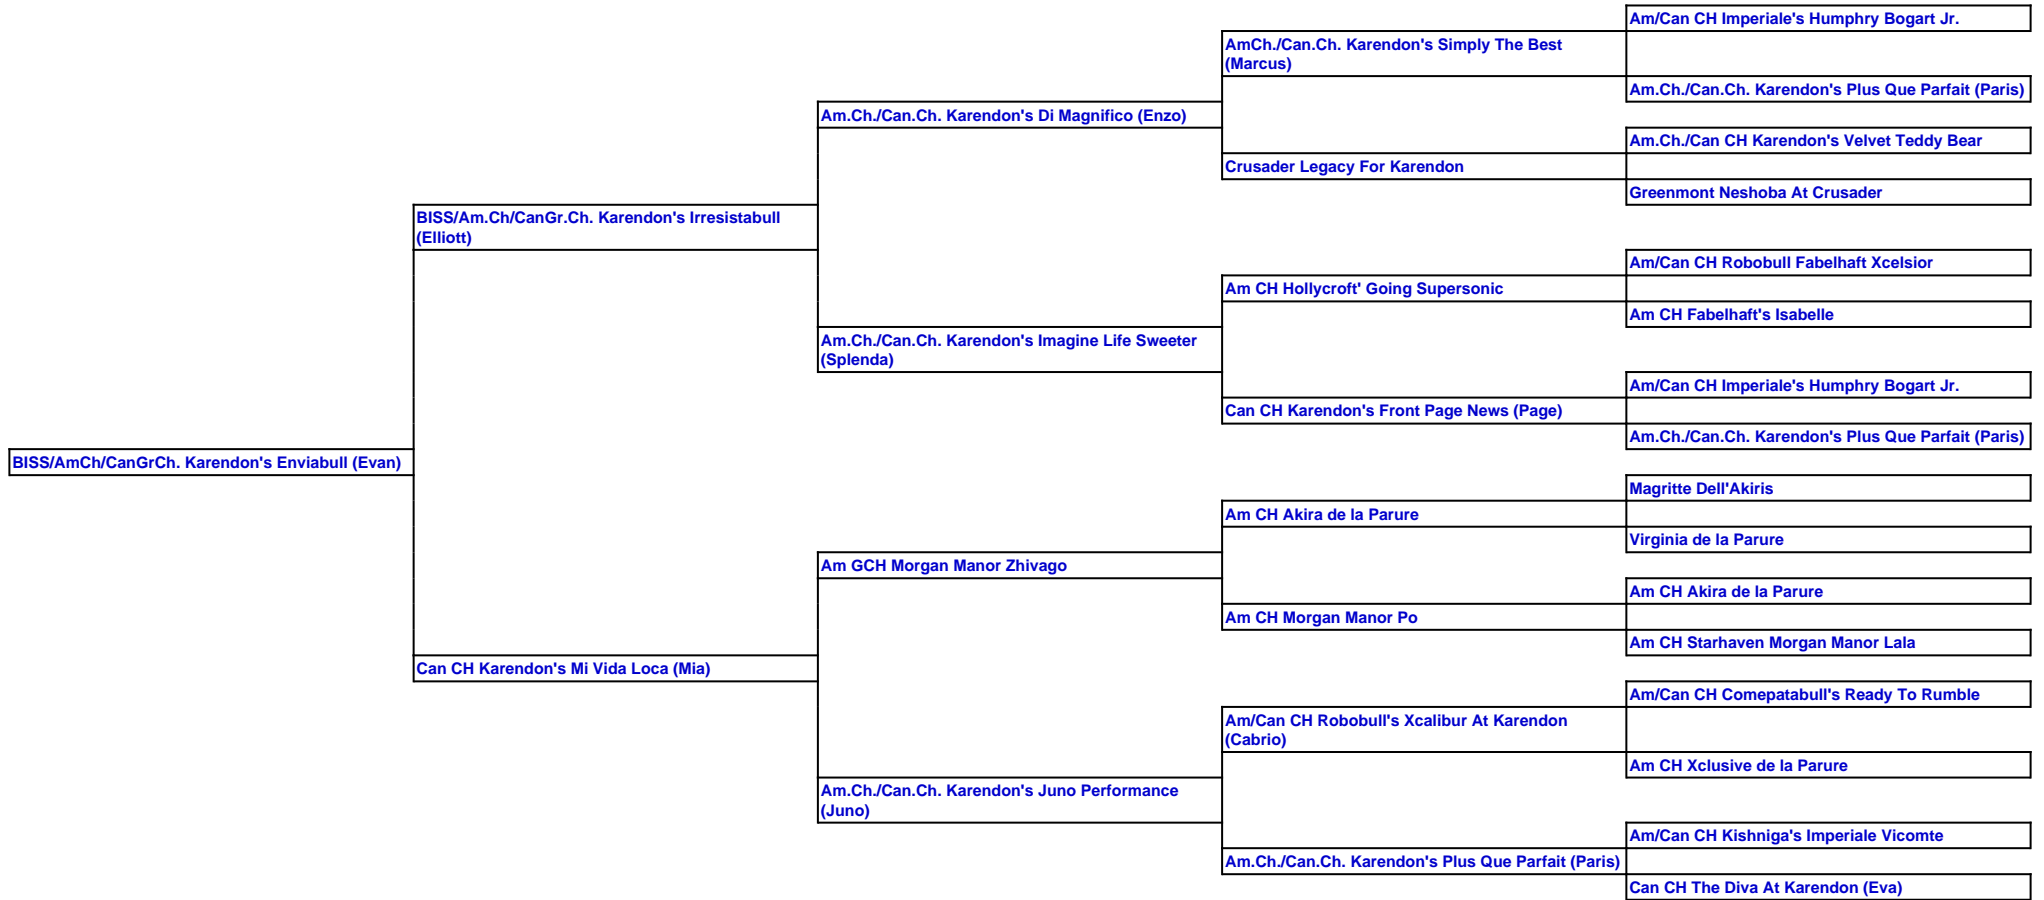 Am/Can CH Imperiale's Humphry Bogart Jr.
AmCh./Can.Ch. Karendon's Simply The Best
(Marcus)
Am.Ch./Can.Ch. Karendon's Plus Que Parfait (Paris)
Am.Ch./Can.Ch. Karendon's Di Magnifico (Enzo)
Am.Ch./Can CH Karendon's Velvet Teddy Bear
Crusader Legacy For Karendon
Greenmont Neshoba At Crusader
BISS/Am.Ch/CanGr.Ch. Karendon's Irresistabull
(Elliott)
Am/Can CH Robobull Fabelhaft Xcelsior
Am CH Hollycroft' Going Supersonic
Am CH Fabelhaft's Isabelle
Am.Ch./Can.Ch. Karendon's Imagine Life Sweeter
(Splenda)
Am/Can CH Imperiale's Humphry Bogart Jr.
Can CH Karendon's Front Page News (Page)
Am.Ch./Can.Ch. Karendon's Plus Que Parfait (Paris)
BISS/AmCh/CanGrCh. Karendon's Enviabull (Evan)
Magritte Dell'Akiris
Am CH Akira de la Parure
Virginia de la Parure
Am GCH Morgan Manor Zhivago
Am CH Akira de la Parure
Am CH Morgan Manor Po
Am CH Starhaven Morgan Manor Lala
Can CH Karendon's Mi Vida Loca (Mia)
Am/Can CH Comepatabull's Ready To Rumble
Am/Can CH Robobull's Xcalibur At Karendon
(Cabrio)
Am CH Xclusive de la Parure
Am.Ch./Can.Ch. Karendon's Juno Performance
(Juno)
Am/Can CH Kishniga's Imperiale Vicomte
Am.Ch./Can.Ch. Karendon's Plus Que Parfait (Paris)
Can CH The Diva At Karendon (Eva)